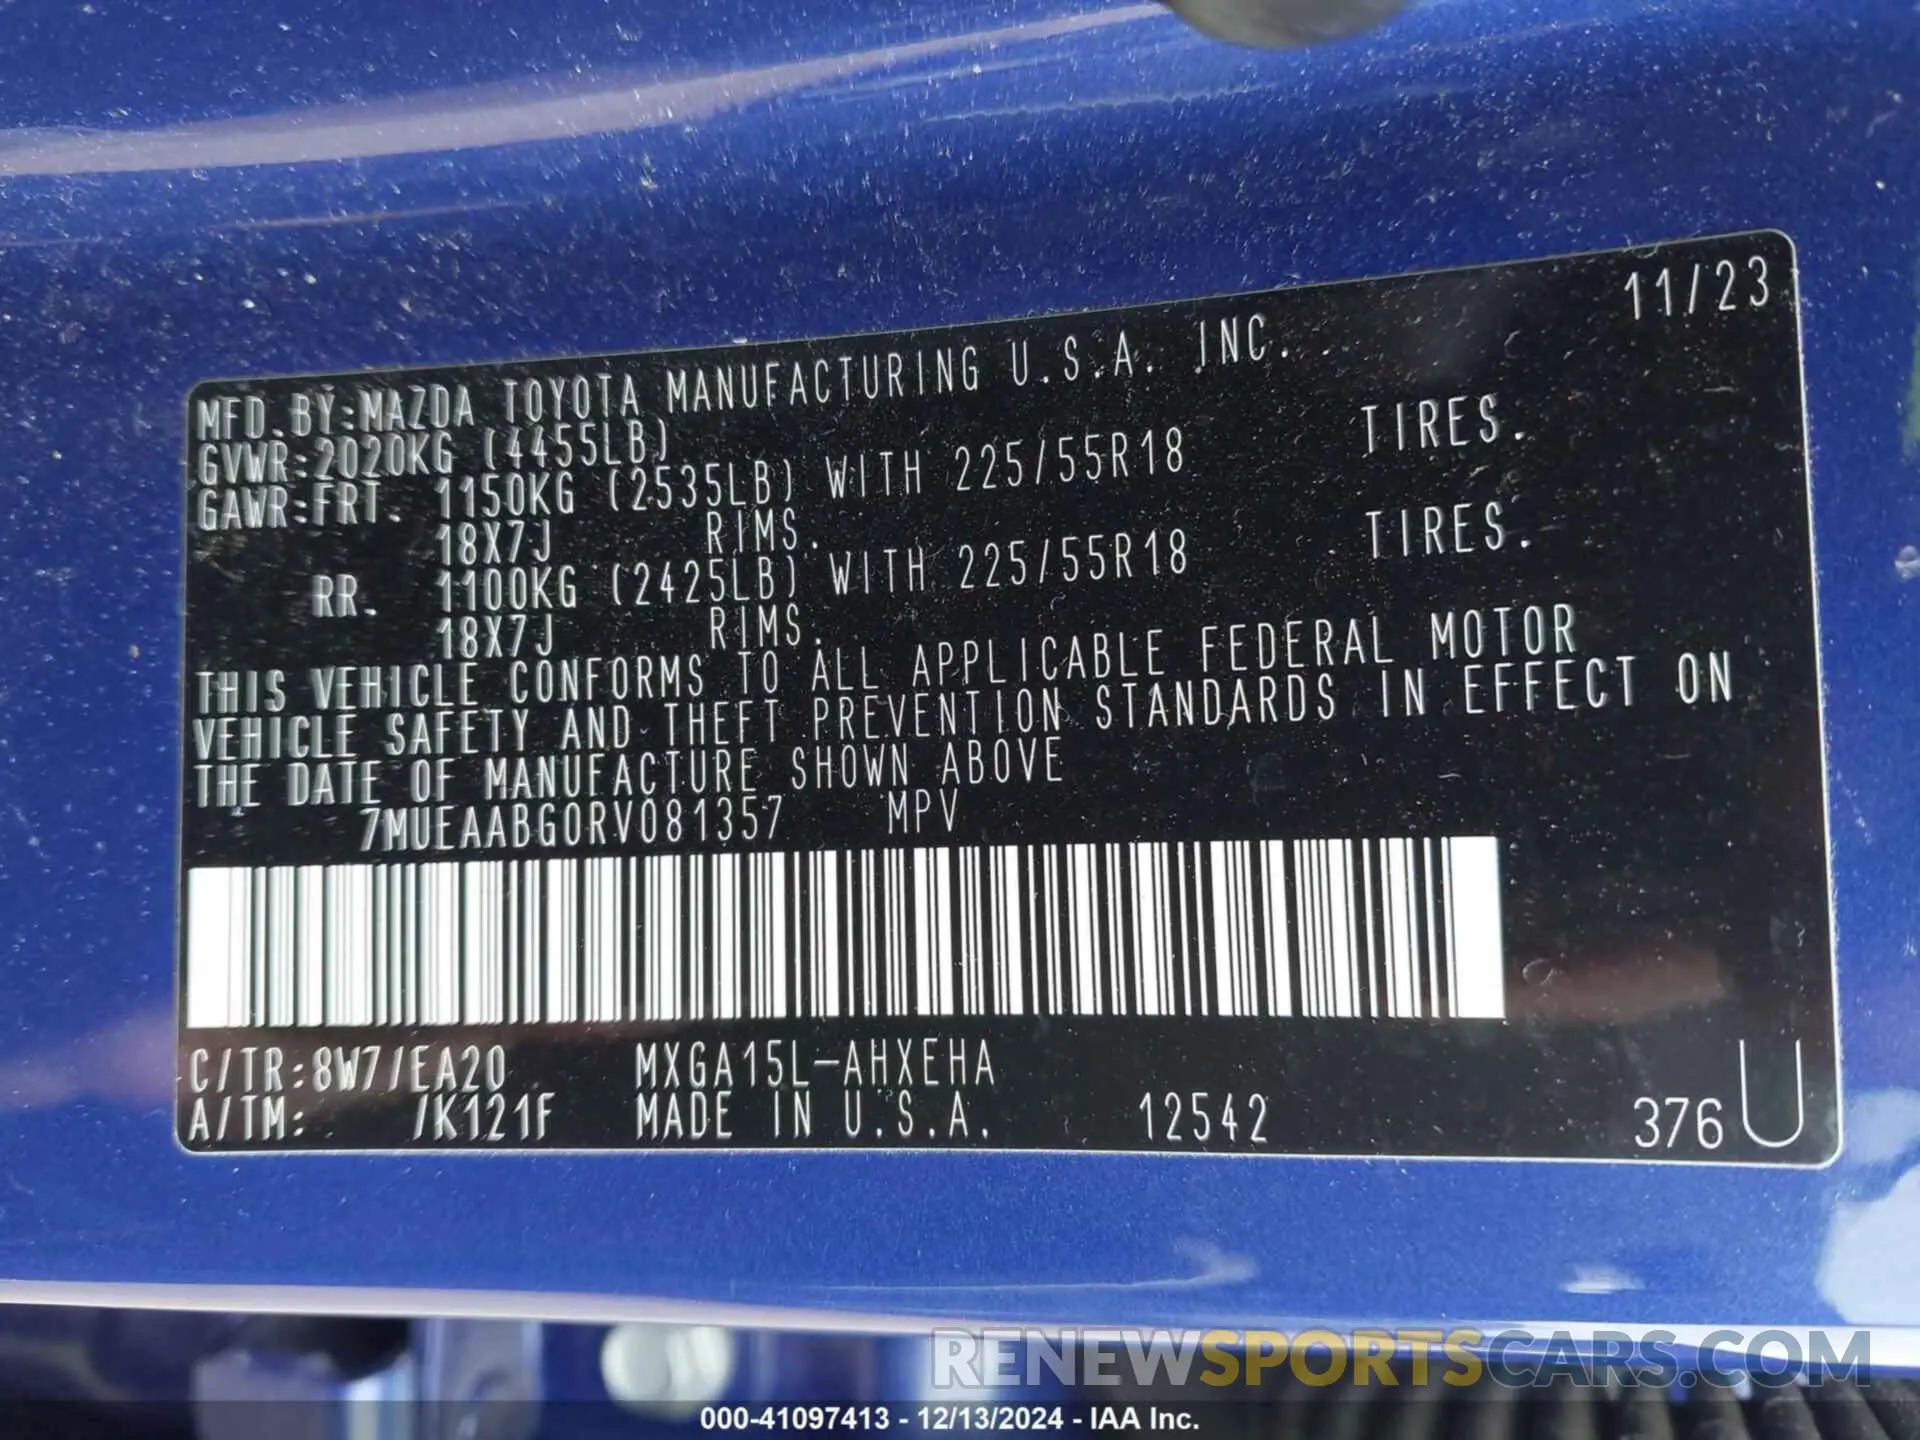 11/23
MFD. BY:MAZDA TOYOTA MANUFACTURING U.S.A. INC.
GVWR:2020KG (4455LB)
GAWR:FRT. 1150KG (2535LB) WITH 225/55R18 TIRES.
18X7J RIMS.
RR. 1100KG (2425LB) WITH 225/55R18 TIRES.
18X7J RIMS.
THIS VEHICLE CONFORMS TO ALL APPLICABLE FEDERAL MOTOR
VEHICLE SAFETY AND THEFT PREVENTION STANDARDS IN EFFECT ON
THE DATE OF MANUFACTURE SHOWN ABOVE
7MUEAABG0RV081357 MPV
C/TR:8W7/EA20 MXGA15L-AHXEHA
A/TM: /K121F MADE IN U.S.A. 12542 376 U
RENEWSPORTSCARS.COM
000-41097413 - 12/13/2024 - IAA Inc.